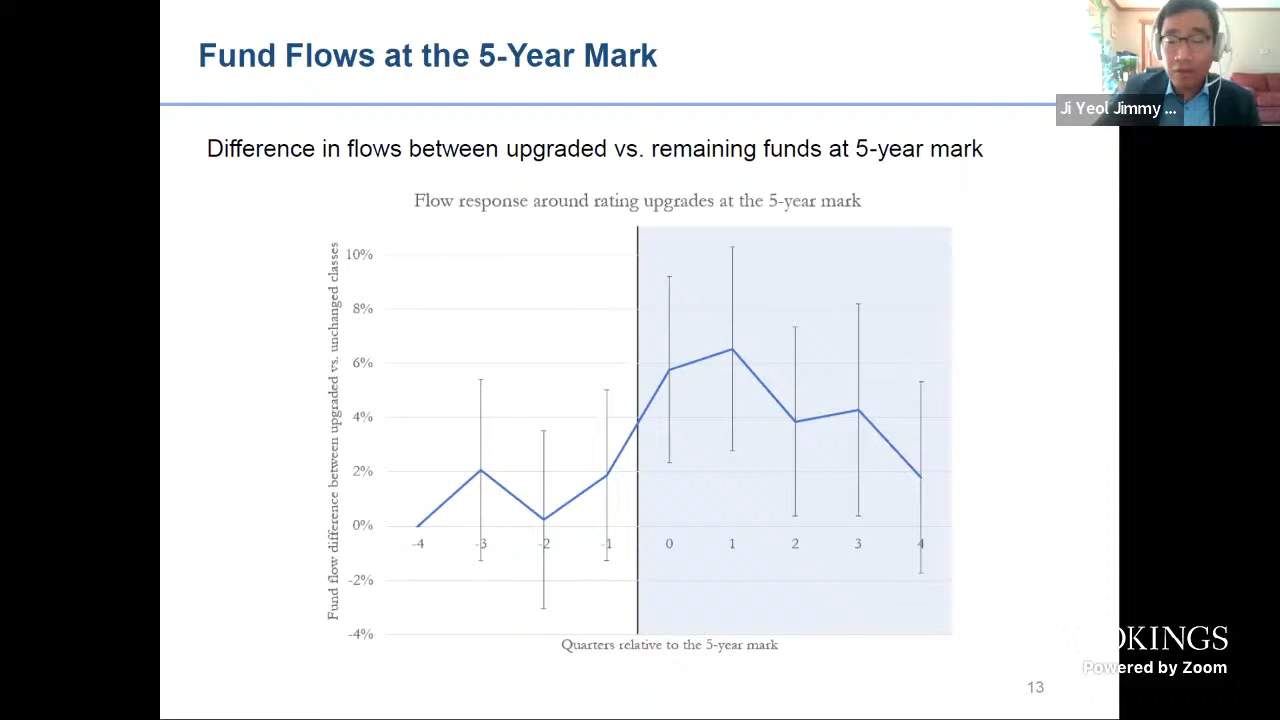 Fund Flows at the 5-Year Mark
Ji Yeol Jimmy ...
Difference in flows between upgraded vs. remaining funds at 5-year mark
Flow response around rating upgrades at the 5-year mark
Fund flow difference between upgraded vs. unchanged classes
10%
8%
6%
4%
2%
0%
-2%
-4%
-4 -3 -2 -1 0 1 2 3 4
Quarters relative to the 5-year mark
OKINGS
Powered by Zoom
13